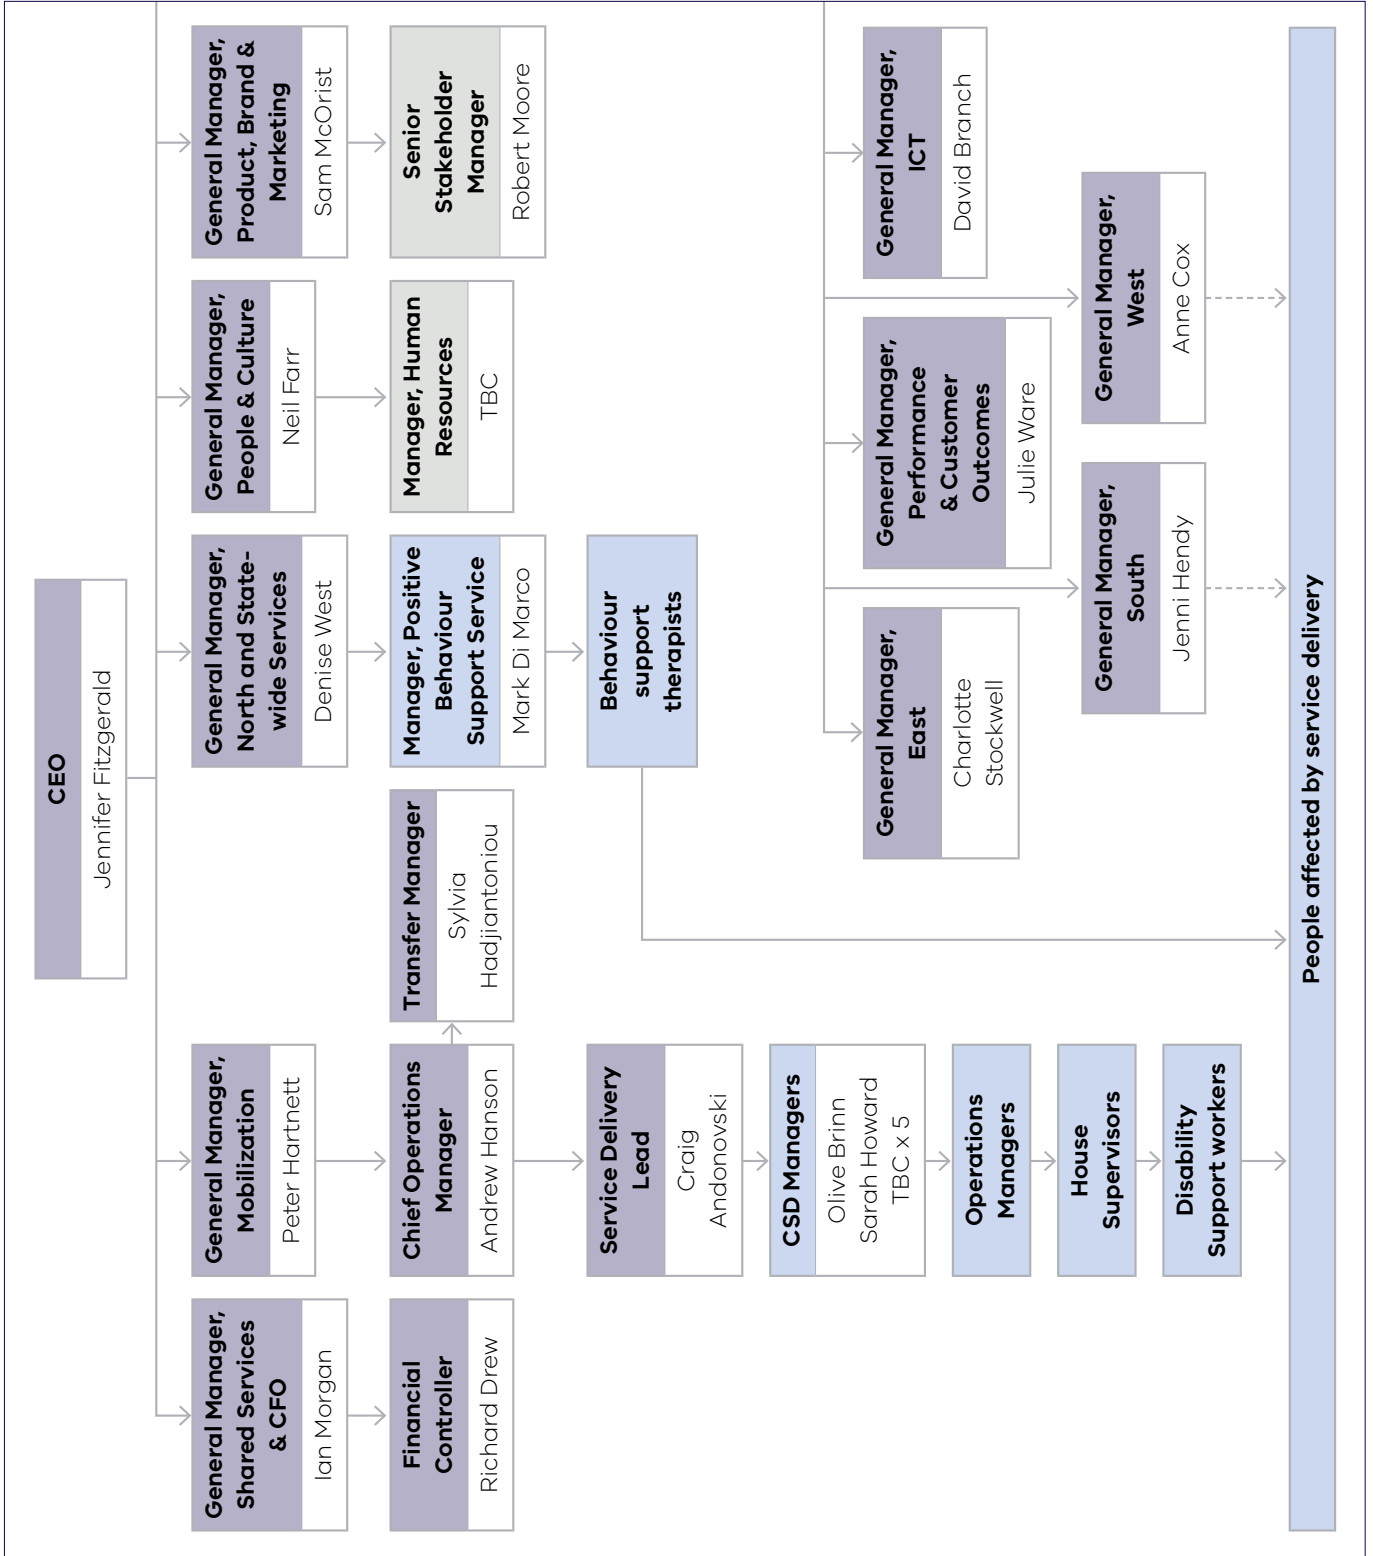 CEO
Jennifer Fitzgerald
General Manager,
Shared Services
& CFO
Ian Morgan
General Manager,
Mobilization
Peter Hartnett
General Manager,
North and State-
wide Services
Denise West
General Manager,
People & Culture
Neil Farr
General Manager,
Product, Brand &
Marketing
Sam McOrist
Financial
Controller
Richard Drew
Chief Operations
Manager
Andrew Hanson
Transfer Manager
Sylvia
Hadjiantoniou
Manager, Positive
Behaviour
Support Service
Mark Di Marco
Manager, Human
Resources
TBC
Senior
Stakeholder
Manager
Robert Moore
Service Delivery
Lead
Craig
Andonovski
Behaviour
support
therapists
CSD Managers
Olive Brinn
Sarah Howard
TBC x 5
Operations
Managers
House
Supervisors
Disability
Support workers
General Manager,
East
Charlotte
Stockwell
General Manager,
Performance
& Customer
Outcomes
Julie Ware
General Manager,
ICT
David Branch
General Manager,
South
Jenni Hendy
General Manager,
West
Anne Cox
People affected by service delivery